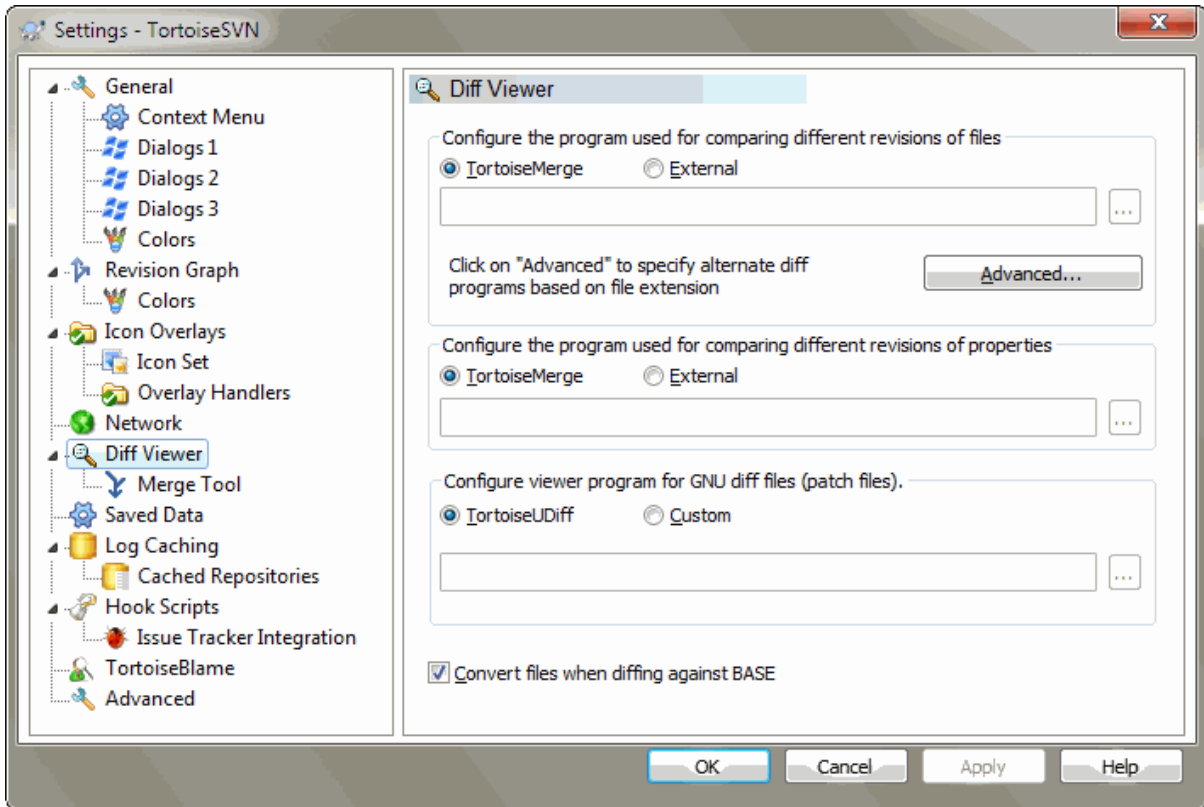 Settings - TortoiseSVN
General
Context Menu
Dialogs 1
Dialogs 2
Dialogs 3
Colors
Revision Graph
Colors
Icon Overlays
Icon Set
Overlay Handlers
Network
Diff Viewer
Merge Tool
Saved Data
Log Caching
Cached Repositories
Hook Scripts
Issue Tracker Integration
TortoiseBlame
Advanced
Diff Viewer
Configure the program used for comparing different revisions of files
TortoiseMerge External
...
Click on "Advanced" to specify alternate diff
programs based on file extension
Advanced...
Configure the program used for comparing different revisions of properties
TortoiseMerge External
...
Configure viewer program for GNU diff files (patch files).
TortoiseUDiff Custom
...
Convert files when diffing against BASE
OK Cancel Apply Help